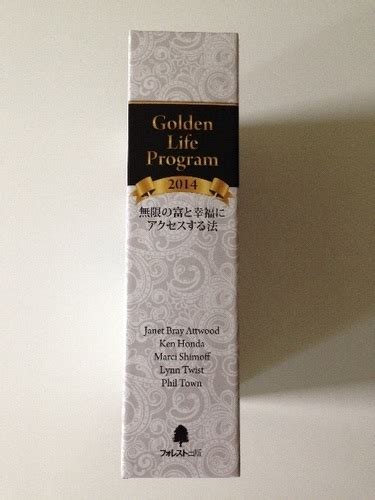 Golden
Life
Program
2014
無限の富と幸福に
アクセスする法
Janet Bray Attwood
Ken Honda
Marci Shimoff
Lynn Twist
Phil Town
フォレスト出版